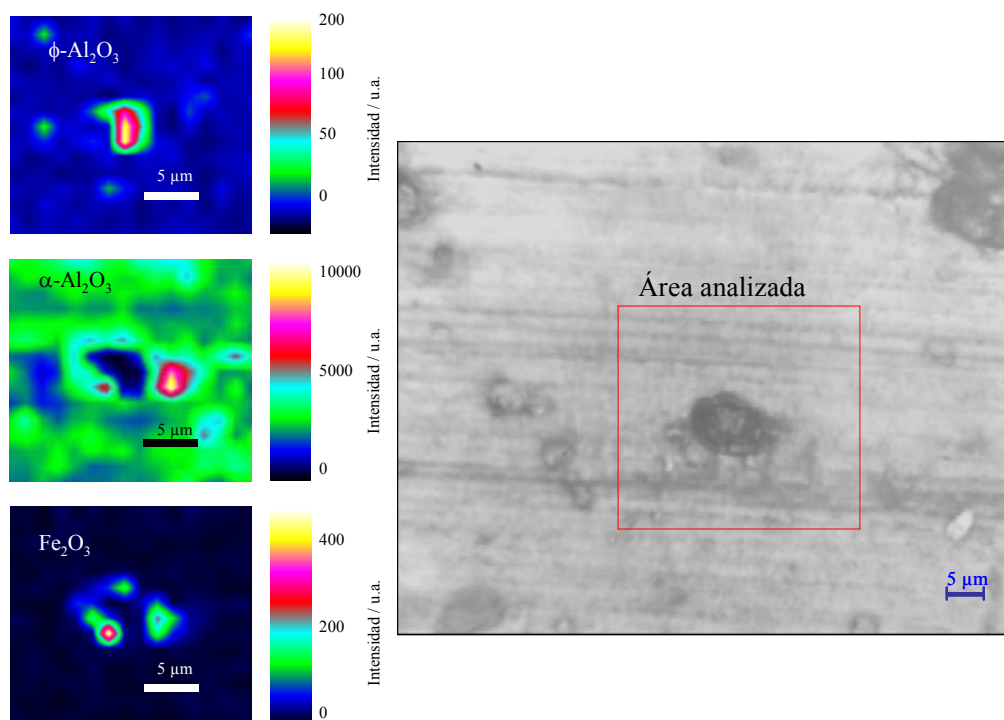 ϕ-Al₂O₃
5 µm
200
100
50
0
Intensidad / u.a.
α-Al₂O₃
5 µm
10000
5000
0
Intensidad / u.a.
Fe₂O₃
5 µm
400
200
0
Intensidad / u.a.
Área analizada
5 µm